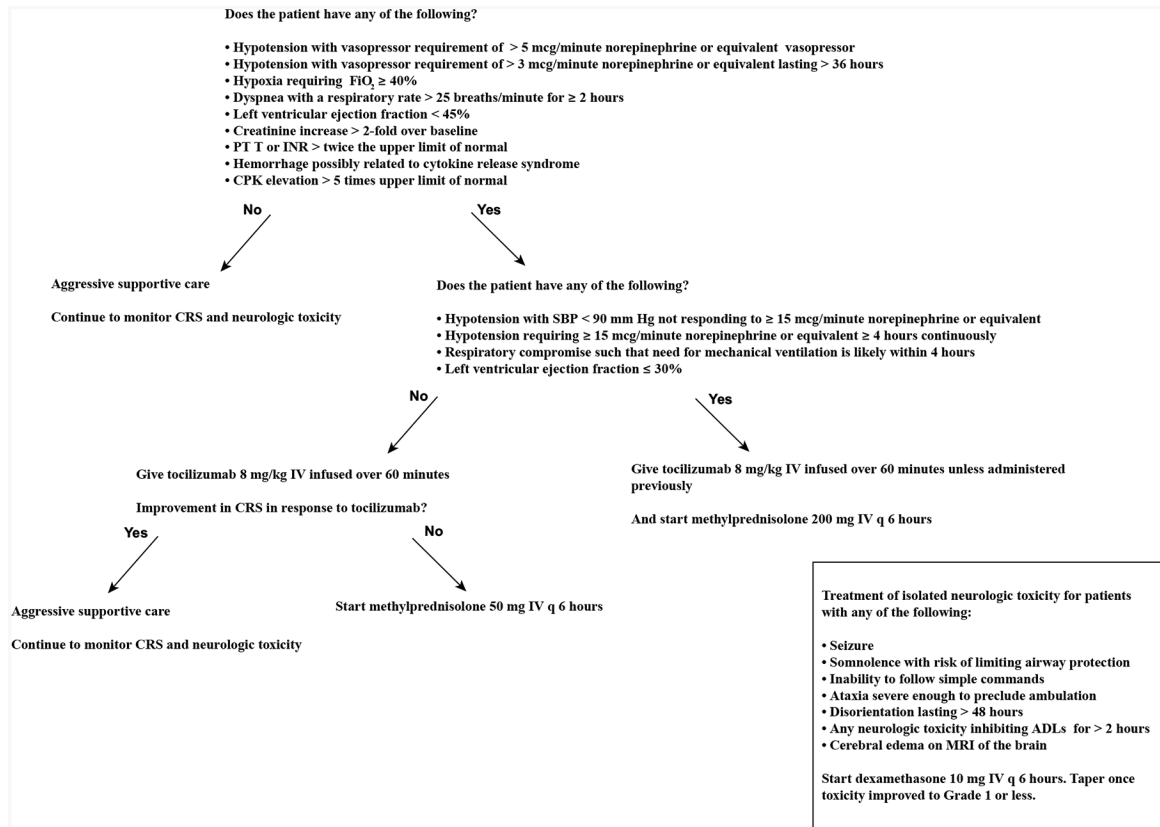 Does the patient have any of the following?
• Hypotension with vasopressor requirement of > 5 mcg/minute norepinephrine or equivalent vasopressor
• Hypotension with vasopressor requirement of > 3 mcg/minute norepinephrine or equivalent lasting > 36 hours
• Hypoxia requiring FiO₂ ≥ 40%
• Dyspnea with a respiratory rate > 25 breaths/minute for ≥ 2 hours
• Left ventricular ejection fraction < 45%
• Creatinine increase > 2-fold over baseline
• PT T or INR > twice the upper limit of normal
• Hemorrhage possibly related to cytokine release syndrome
• CPK elevation > 5 times upper limit of normal
No
Yes
Aggressive supportive care
Continue to monitor CRS and neurologic toxicity
Does the patient have any of the following?
• Hypotension with SBP < 90 mm Hg not responding to ≥ 15 mcg/minute norepinephrine or equivalent
• Hypotension requiring ≥ 15 mcg/minute norepinephrine or equivalent ≥ 4 hours continuously
• Respiratory compromise such that need for mechanical ventilation is likely within 4 hours
• Left ventricular ejection fraction ≤ 30%
No
Yes
Give tocilizumab 8 mg/kg IV infused over 60 minutes
Improvement in CRS in response to tocilizumab?
Give tocilizumab 8 mg/kg IV infused over 60 minutes unless administered
previously
And start methylprednisolone 200 mg IV q 6 hours
Yes
No
Aggressive supportive care
Continue to monitor CRS and neurologic toxicity
Start methylprednisolone 50 mg IV q 6 hours
Treatment of isolated neurologic toxicity for patients
with any of the following:
• Seizure
• Somnolence with risk of limiting airway protection
• Inability to follow simple commands
• Ataxia severe enough to preclude ambulation
• Disorientation lasting > 48 hours
• Any neurologic toxicity inhibiting ADLs for > 2 hours
• Cerebral edema on MRI of the brain
Start dexamethasone 10 mg IV q 6 hours. Taper once
toxicity improved to Grade 1 or less.